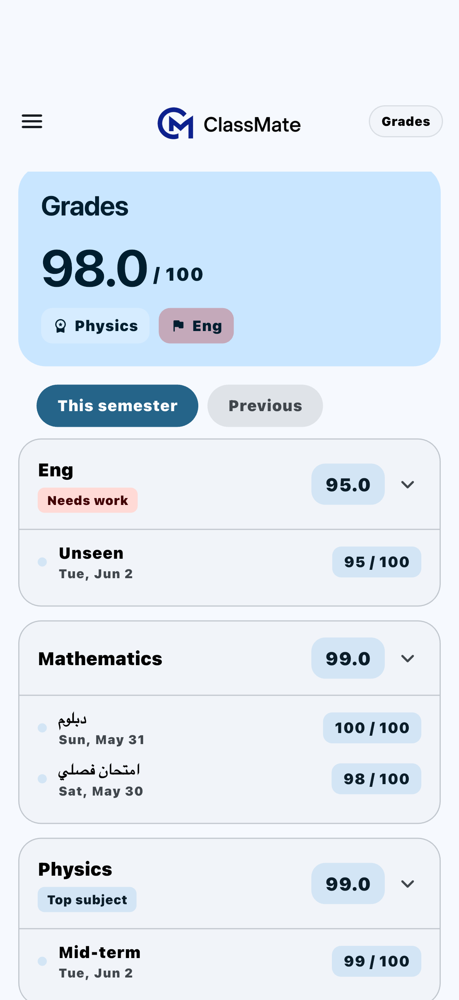 ClassMate
Grades
Grades
98.0 / 100
Physics
Eng
This semester
Previous
Eng
95.0
Needs work
Unseen
95 / 100
Tue, Jun 2
Mathematics
99.0
دبلوم
100 / 100
Sun, May 31
امتحان فصلي
98 / 100
Sat, May 30
Physics
99.0
Top subject
Mid-term
99 / 100
Tue, Jun 2